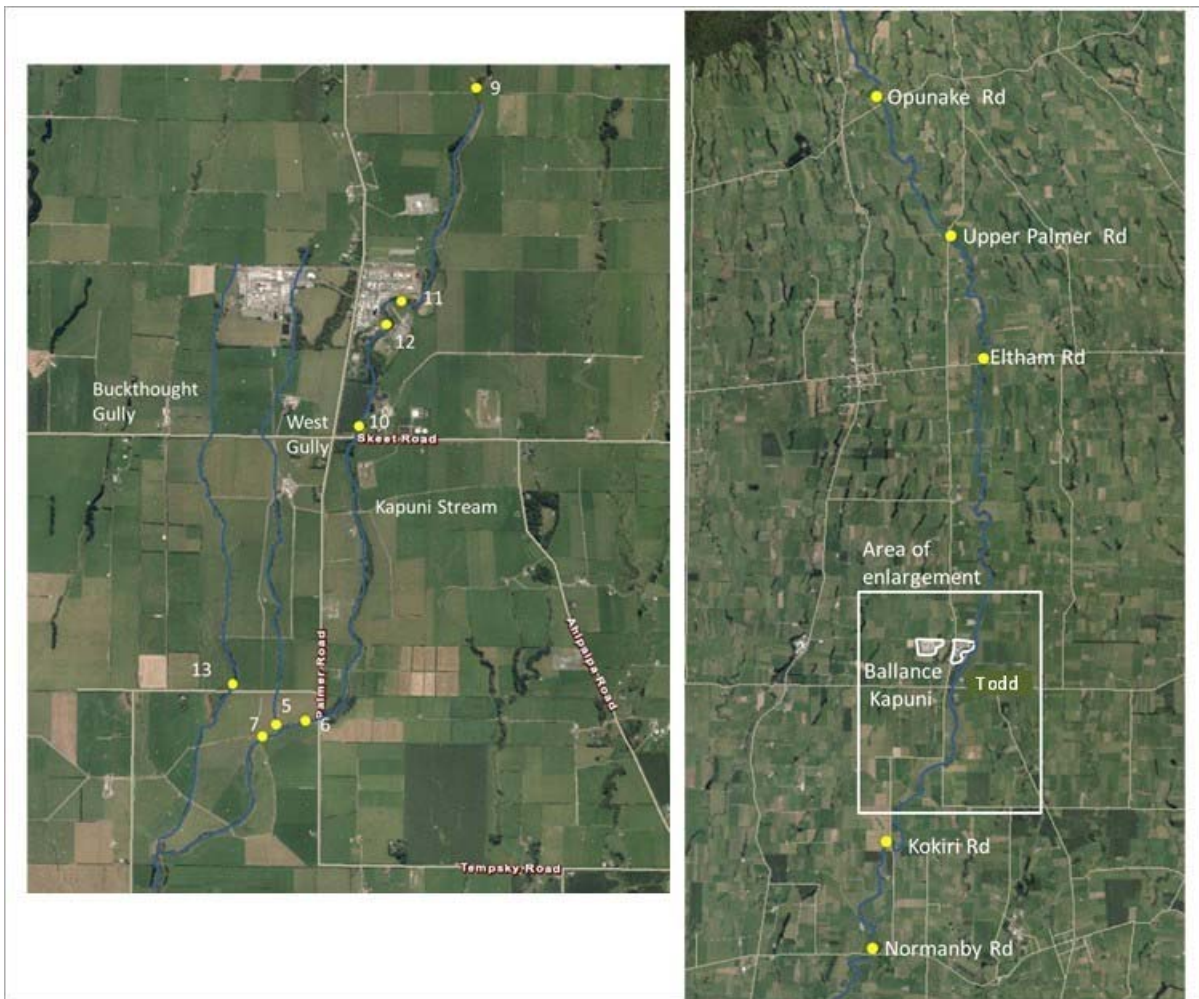 9
11
12
Buckthought
Gully
West
Gully
10
Skeet Road
Kapuni Stream
Ahipaipa Road
Palmer Road
13
5
7
6
Tempsky Road
Opunake Rd
Upper Palmer Rd
Eltham Rd
Area of
enlargement
Ballance
Kapuni
Todd
Kokiri Rd
Normanby Rd